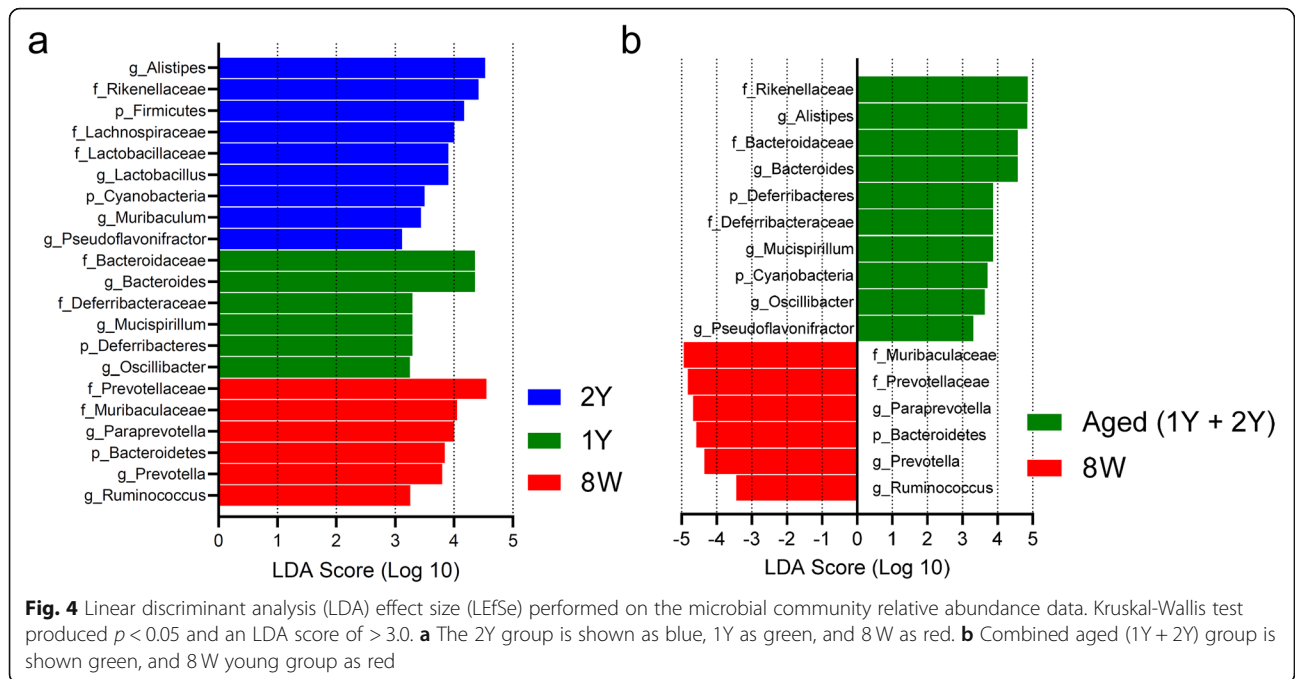 a
g_Alistipes
f_Rikenellaceae
p_Firmicutes
f_Lachnospiraceae
f_Lactobacillaceae
g_Lactobacillus
p_Cyanobacteria
g_Muribaculum
g_Pseudoflavonifractor
f_Bacteroidaceae
g_Bacteroides
f_Deferribacteraceae
g_Mucispirillum
p_Deferribacteres
g_Oscillibacter
f_Prevotellaceae
f_Muribaculaceae
g_Paraprevotella
p_Bacteroidetes
g_Prevotella
g_Ruminococcus
0 1 2 3 4 5
LDA Score (Log 10)
2Y
1Y
8W
b
f_Rikenellaceae
g_Alistipes
f_Bacteroidaceae
g_Bacteroides
p_Deferribacteres
f_Deferribacteraceae
g_Mucispirillum
p_Cyanobacteria
g_Oscillibacter
g_Pseudoflavonifractor
f_Muribaculaceae
f_Prevotellaceae
g_Paraprevotella
p_Bacteroidetes
g_Prevotella
g_Ruminococcus
-5 -4 -3 -2 -1 0 1 2 3 4 5
LDA Score (Log 10)
Aged (1Y + 2Y)
8W
Fig. 4 Linear discriminant analysis (LDA) effect size (LEfSe) performed on the microbial community relative abundance data. Kruskal-Wallis test
produced p < 0.05 and an LDA score of > 3.0. a The 2Y group is shown as blue, 1Y as green, and 8 W as red. b Combined aged (1Y + 2Y) group is
shown green, and 8 W young group as red